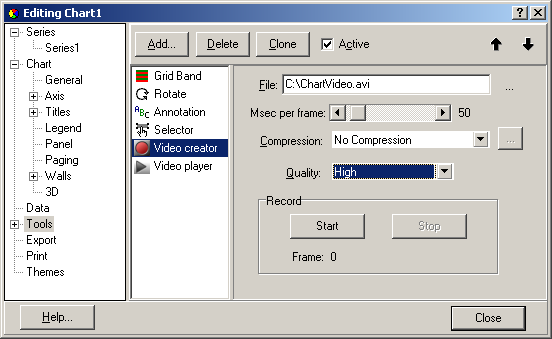 Editing Chart1
Series
Series1
Chart
General
Axis
Titles
Legend
Panel
Paging
Walls
3D
Data
Tools
Export
Print
Themes
Add... Delete Clone Active
Grid Band
Rotate
ABC Annotation
Selector
Video creator
Video player
File: C:\ChartVideo.avi ...
Msec per frame: 50
Compression: No Compression ...
Quality: High
Record
Start Stop
Frame: 0
Help... Close